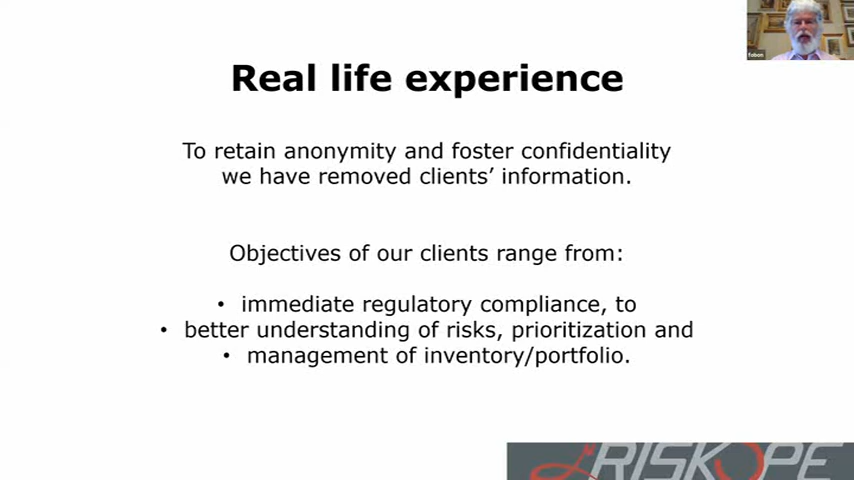 Real life experience
To retain anonymity and foster confidentiality
we have removed clients’ information.
Objectives of our clients range from:
• immediate regulatory compliance, to
• better understanding of risks, prioritization and
• management of inventory/portfolio.
RISKOPE